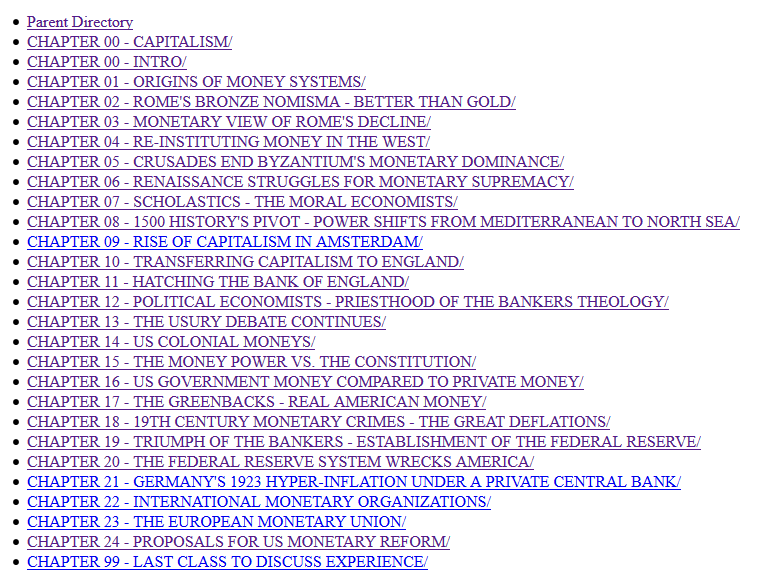 Parent Directory
CHAPTER 00 - CAPITALISM/
CHAPTER 00 - INTRO/
CHAPTER 01 - ORIGINS OF MONEY SYSTEMS/
CHAPTER 02 - ROME'S BRONZE NOMISMA - BETTER THAN GOLD/
CHAPTER 03 - MONETARY VIEW OF ROME'S DECLINE/
CHAPTER 04 - RE-INSTITUTING MONEY IN THE WEST/
CHAPTER 05 - CRUSADES END BYZANTIUM'S MONETARY DOMINANCE/
CHAPTER 06 - RENAISSANCE STRUGGLES FOR MONETARY SUPREMACY/
CHAPTER 07 - SCHOLASTICS - THE MORAL ECONOMISTS/
CHAPTER 08 - 1500 HISTORY'S PIVOT - POWER SHIFTS FROM MEDITERRANEAN TO NORTH SEA/
CHAPTER 09 - RISE OF CAPITALISM IN AMSTERDAM/
CHAPTER 10 - TRANSFERRING CAPITALISM TO ENGLAND/
CHAPTER 11 - HATCHING THE BANK OF ENGLAND/
CHAPTER 12 - POLITICAL ECONOMISTS - PRIESTHOOD OF THE BANKERS THEOLOGY/
CHAPTER 13 - THE USURY DEBATE CONTINUES/
CHAPTER 14 - US COLONIAL MONEYS/
CHAPTER 15 - THE MONEY POWER VS. THE CONSTITUTION/
CHAPTER 16 - US GOVERNMENT MONEY COMPARED TO PRIVATE MONEY/
CHAPTER 17 - THE GREENBACKS - REAL AMERICAN MONEY/
CHAPTER 18 - 19TH CENTURY MONETARY CRIMES - THE GREAT DEFLATIONS/
CHAPTER 19 - TRIUMPH OF THE BANKERS - ESTABLISHMENT OF THE FEDERAL RESERVE/
CHAPTER 20 - THE FEDERAL RESERVE SYSTEM WRECKS AMERICA/
CHAPTER 21 - GERMANY'S 1923 HYPER-INFLATION UNDER A PRIVATE CENTRAL BANK/
CHAPTER 22 - INTERNATIONAL MONETARY ORGANIZATIONS/
CHAPTER 23 - THE EUROPEAN MONETARY UNION/
CHAPTER 24 - PROPOSALS FOR US MONETARY REFORM/
CHAPTER 99 - LAST CLASS TO DISCUSS EXPERIENCE/